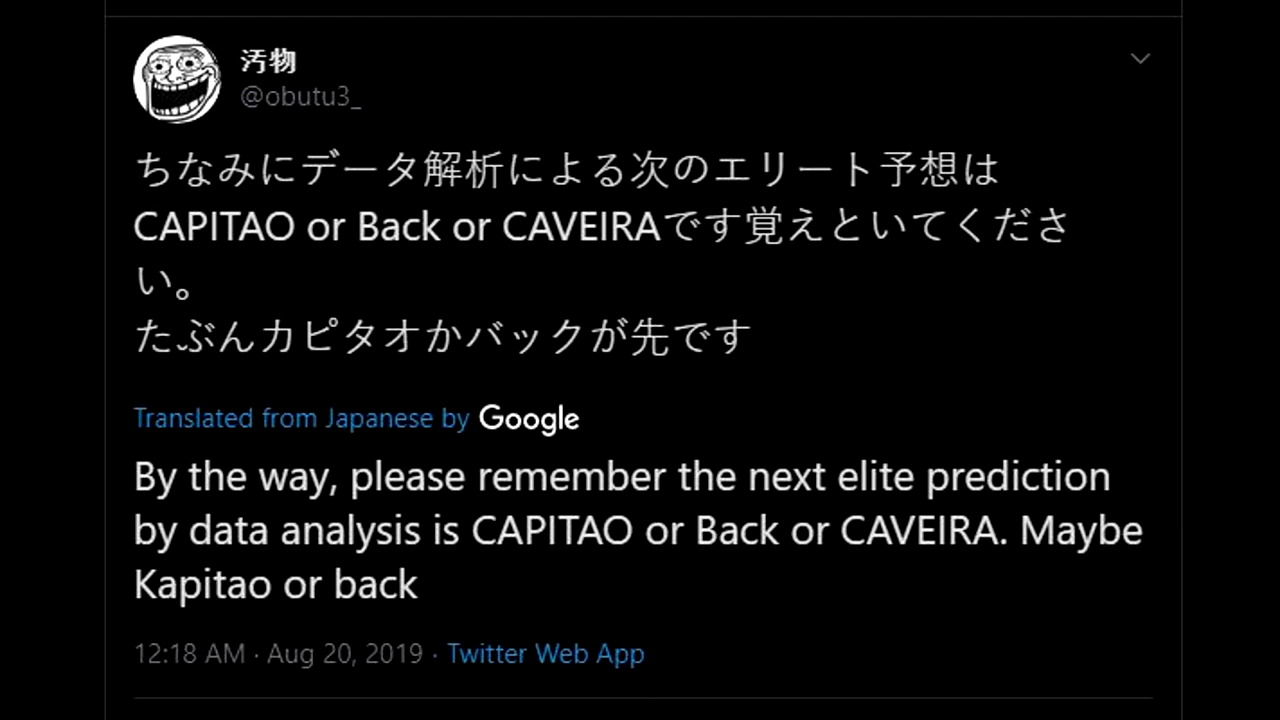 汚物
@obutu3_
ちなみにデータ解析による次のエリート予想は
CAPITAO or Back or CAVEIRAです覚えといてくださ
い。
たぶんカピタオかバックが先です
Translated from Japanese by Google
By the way, please remember the next elite prediction
by data analysis is CAPITAO or Back or CAVEIRA. Maybe
Kapitao or back
12:18 AM · Aug 20, 2019 · Twitter Web App